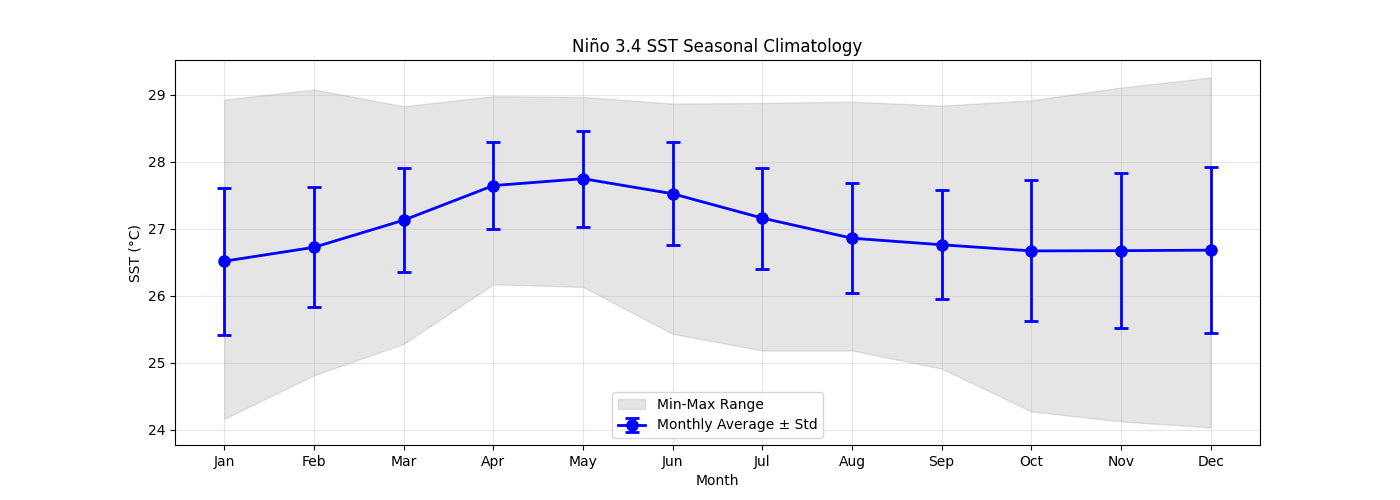 Niño 3.4 SST Seasonal Climatology
SST (°C)
29
28
27
26
25
24
Min-Max Range
Monthly Average ± Std
Jan Feb Mar Apr May Jun Jul Aug Sep Oct Nov Dec
Month